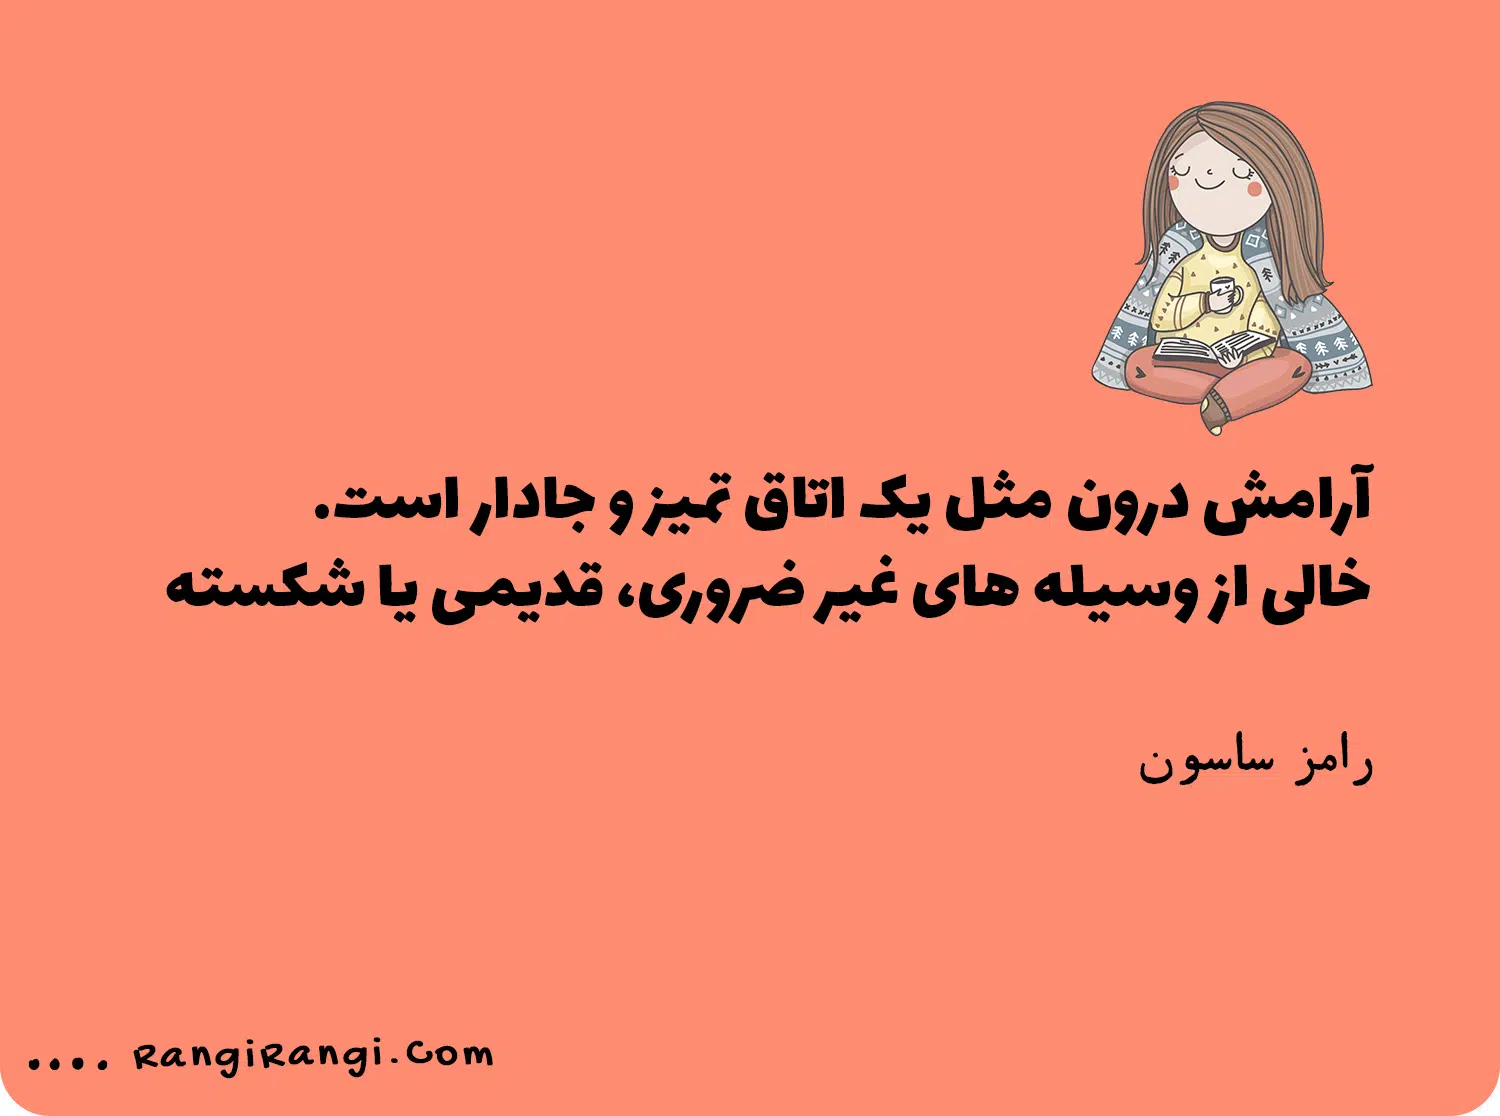 آرامش درون مثل یک اتاق تمیز و جادار است.
خالی از وسیله های غیر ضروری، قدیمی یا شکسته
رامز ساسون
.... RangiRangi.com